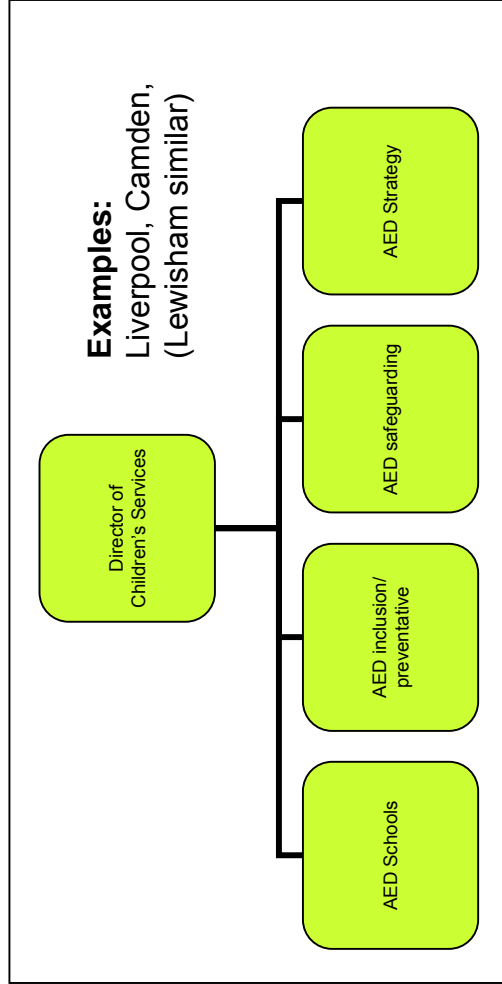 Examples:
Liverpool, Camden,
(Lewisham similar)
Director of
Children's Services
AED Schools
AED inclusion/
preventative
AED safeguarding
AED Strategy